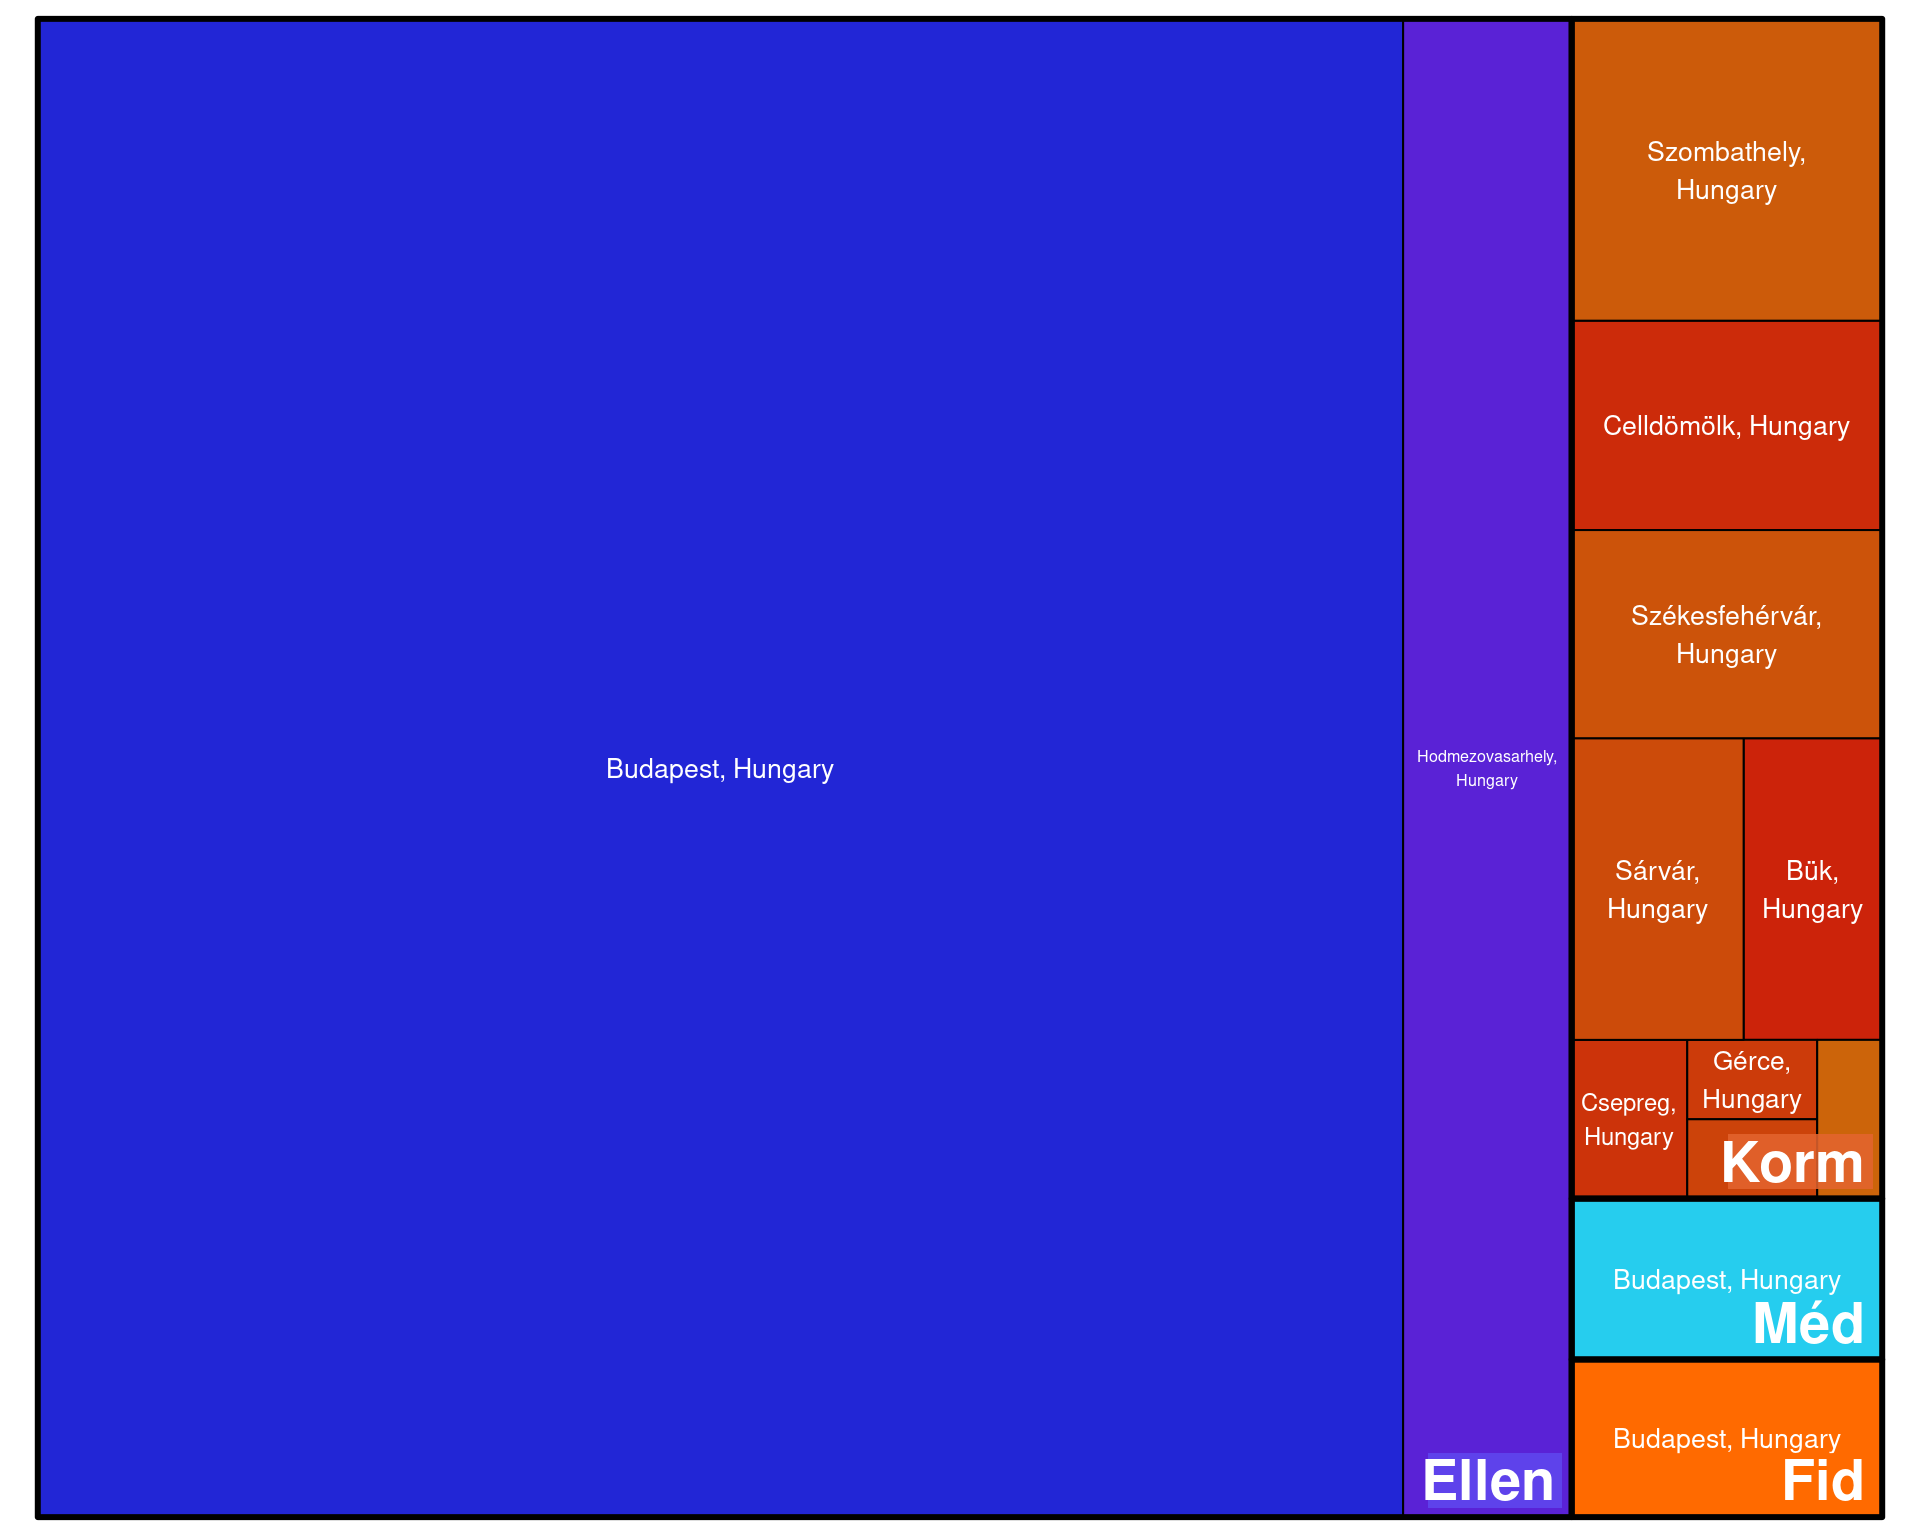 Budapest, Hungary
Hodmezovasarhely,
Hungary
Ellen
Szombathely,
Hungary
Celldömölk, Hungary
Székesfehérvár,
Hungary
Sárvár,
Hungary
Bük,
Hungary
Csepreg,
Hungary
Gérce,
Hungary
Korm
Budapest, Hungary
Méd
Budapest, Hungary
Fid